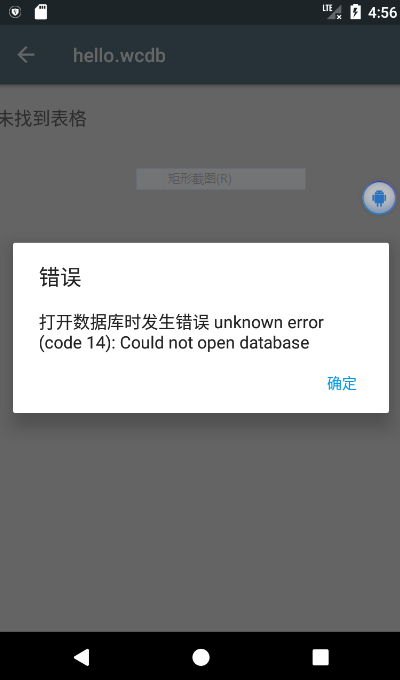 LTE 4:56
hello.wcdb
未找到表格
矩形截图(R)
错误
打开数据库时发生错误 unknown error
(code 14): Could not open database
确定